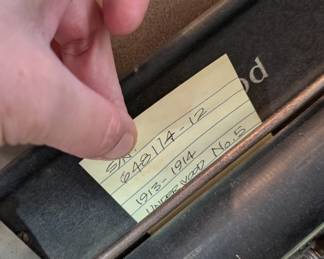 od
S/N:
648114-12
1913-1914
UNDERWOOD No. 5